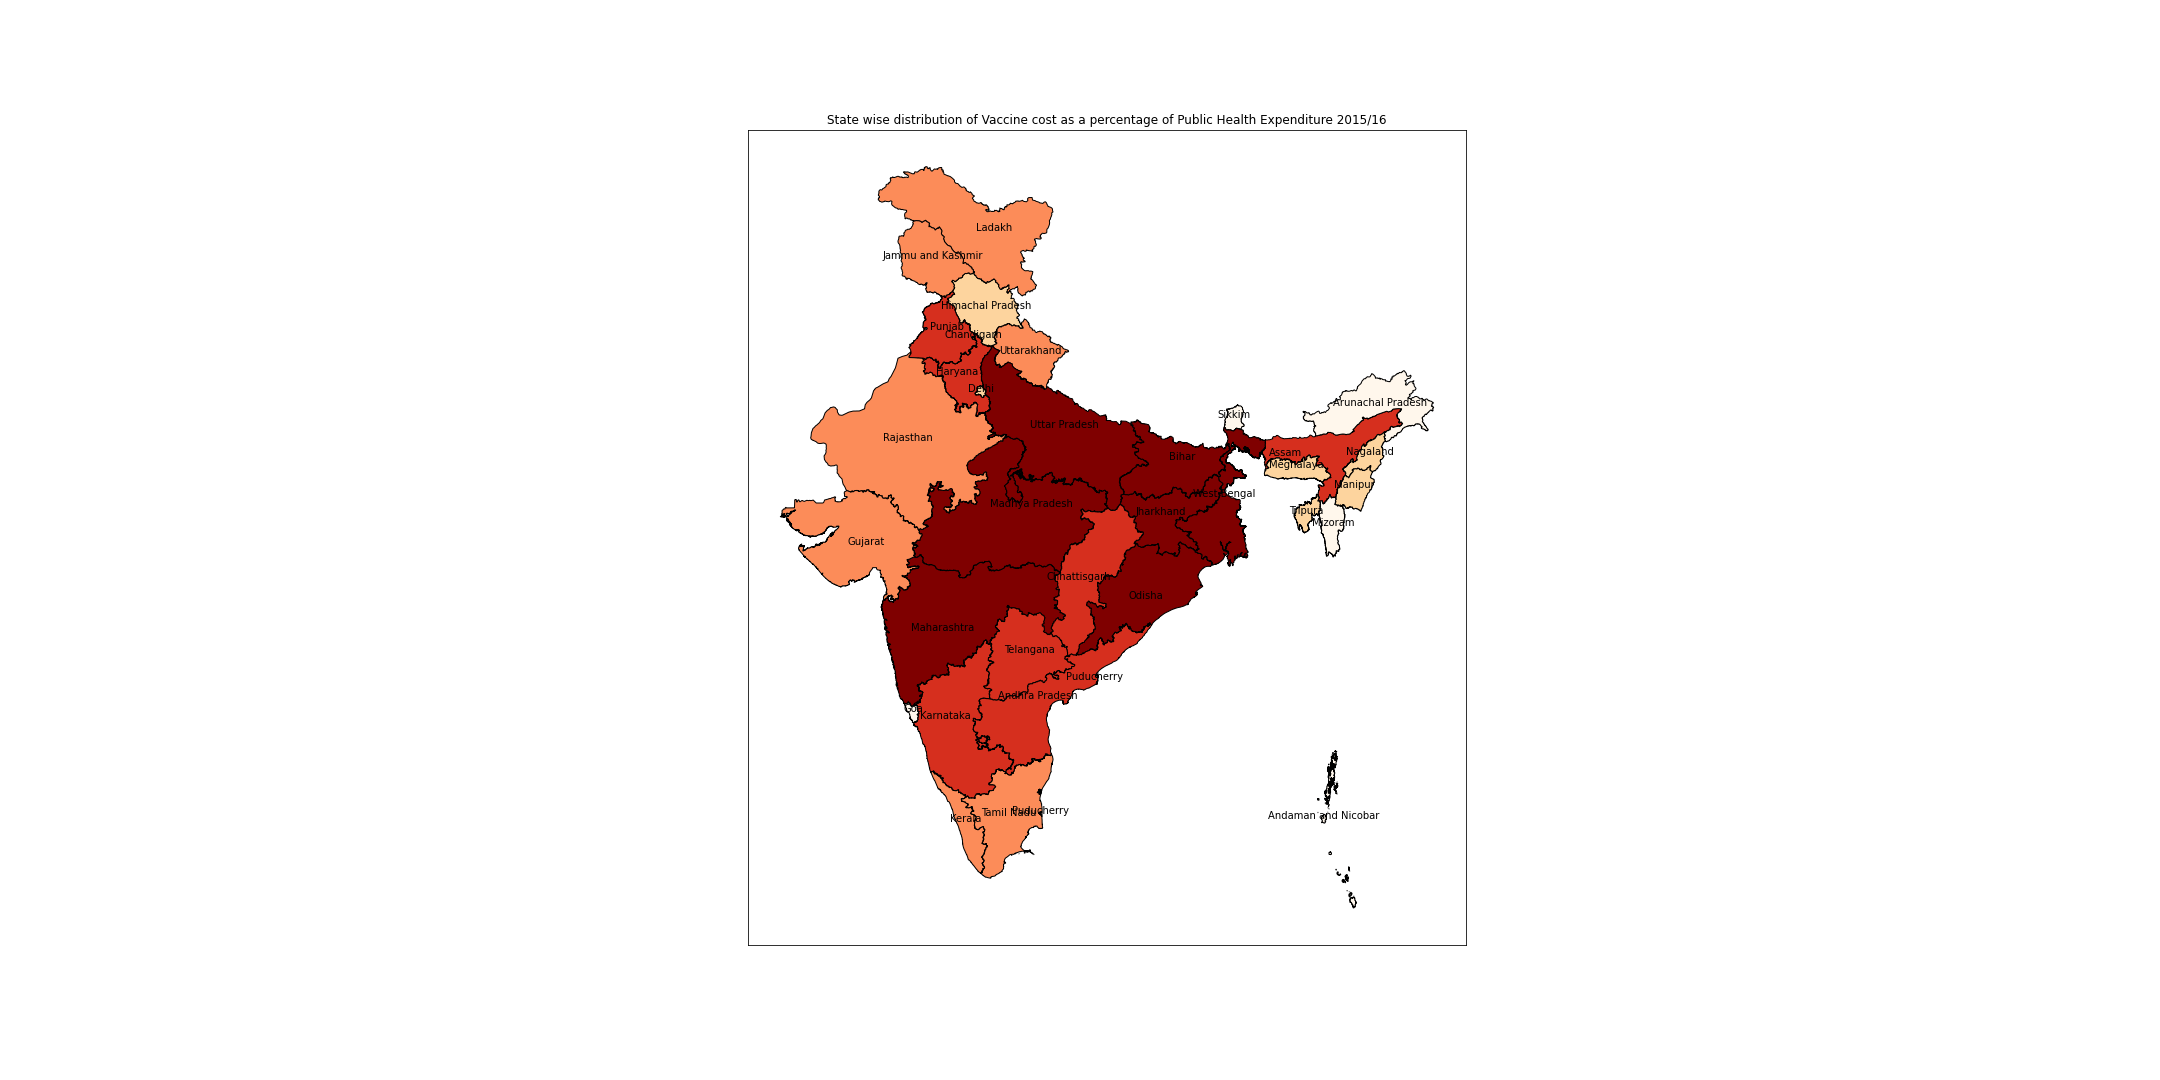 State wise distribution of Vaccine cost as a percentage of Public Health Expenditure 2015/16
Ladakh
Jammu and Kashmir
Himachal Pradesh
Punjab
Chandigarh
Uttarakhand
Haryana
Delhi
Arunachal Pradesh
Sikkim
Uttar Pradesh
Rajasthan
Nagaland
Assam
Bihar
Meghalaya
Manipur
West Bengal
Madhya Pradesh
Tripura
Jharkhand
Mizoram
Gujarat
Chhattisgarh
Odisha
Maharashtra
Telangana
Puducherry
Andhra Pradesh
Goa
Karnataka
Puducherry
Tamil Nadu
Andaman and Nicobar
Kerala